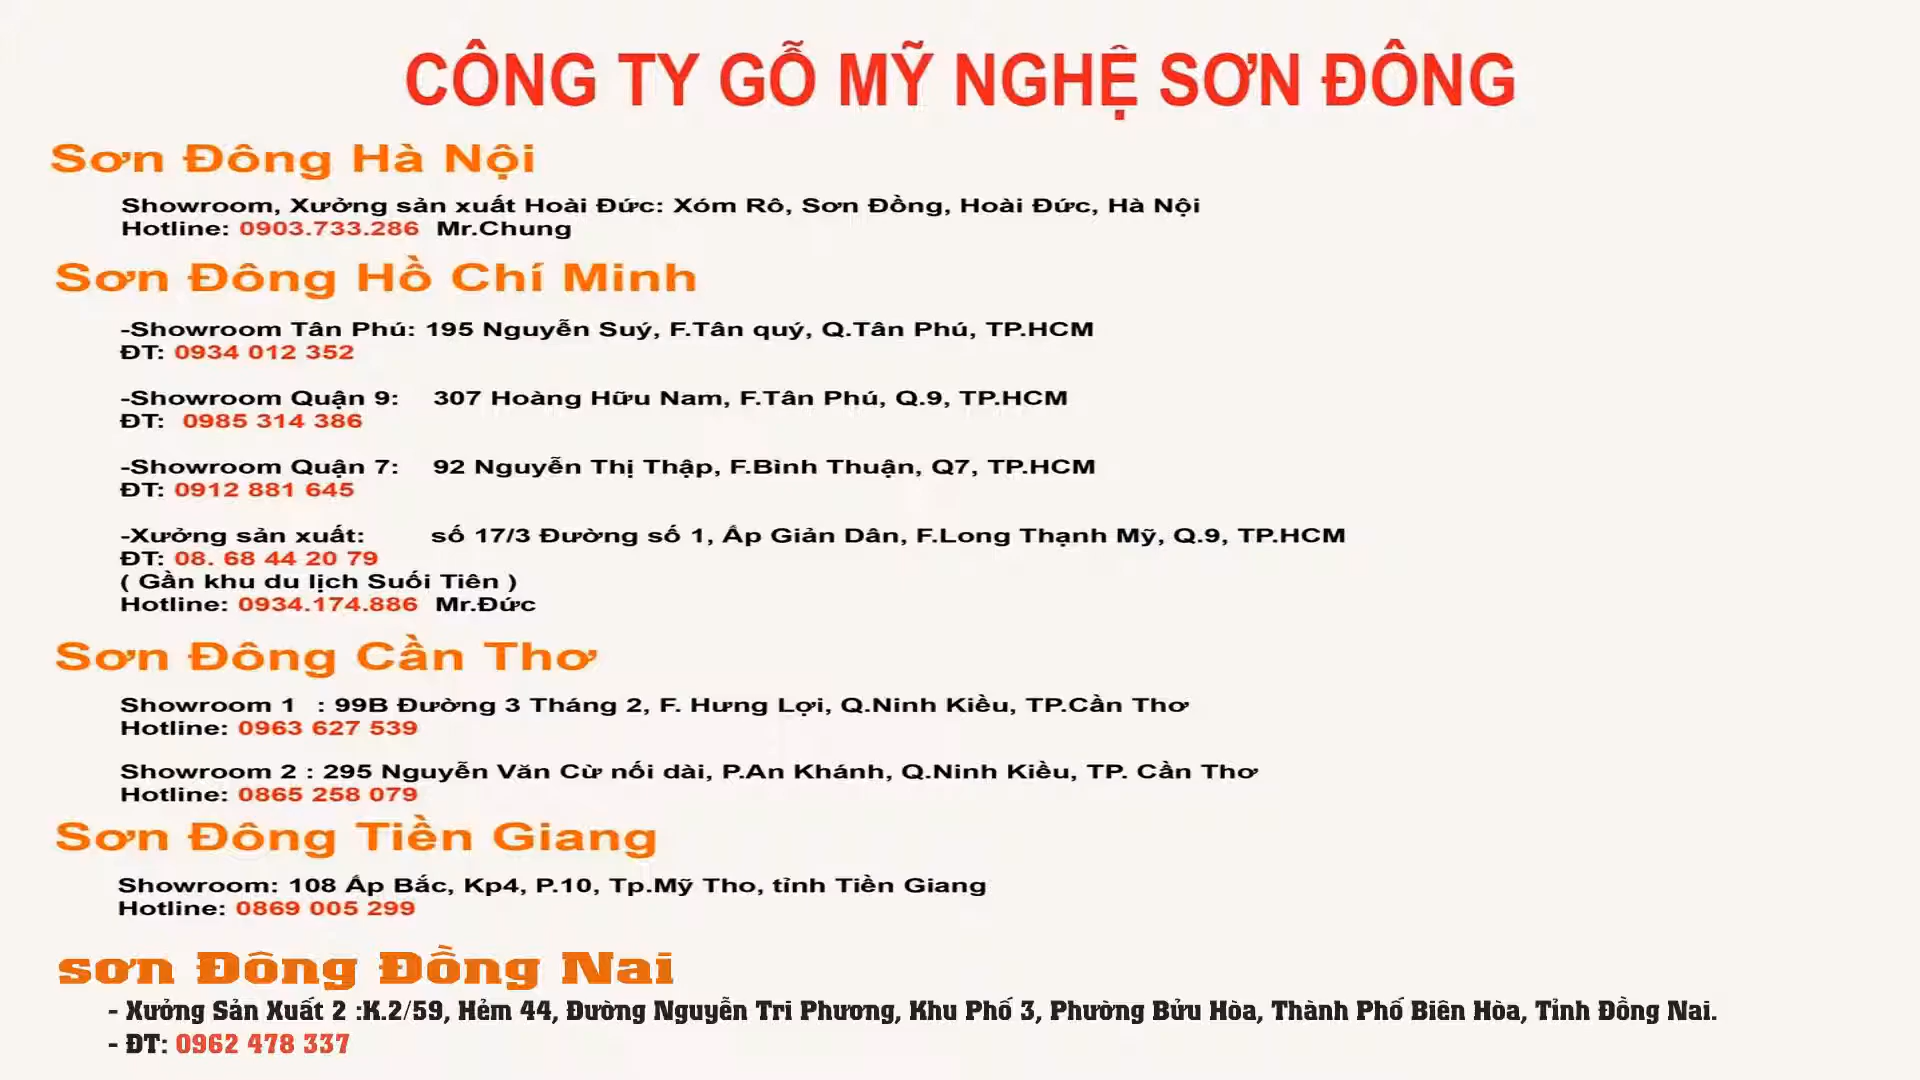 CÔNG TY GỖ MỸ NGHỆ SƠN ĐÔNG
Sơn Đông Hà Nội
Showroom, Xưởng sản xuất Hoài Đức: Xóm Rô, Sơn Đồng, Hoài Đức, Hà Nội
Hotline: 0903.733.286 Mr.Chung
Sơn Đông Hồ Chí Minh
-Showroom Tân Phú: 195 Nguyễn Suý, F.Tân quý, Q.Tân Phú, TP.HCM
ĐT: 0934 012 352
-Showroom Quận 9: 307 Hoàng Hữu Nam, F.Tân Phú, Q.9, TP.HCM
ĐT: 0985 314 386
-Showroom Quận 7: 92 Nguyễn Thị Thập, F.Bình Thuận, Q7, TP.HCM
ĐT: 0912 881 645
-Xưởng sản xuất: số 17/3 Đường số 1, Ấp Giản Dân, F.Long Thạnh Mỹ, Q.9, TP.HCM
ĐT: 08. 68 44 20 79
( Gần khu du lịch Suối Tiên )
Hotline: 0934.174.886 Mr.Đức
Sơn Đông Cần Thơ
Showroom 1 : 99B Đường 3 Tháng 2, F. Hưng Lợi, Q.Ninh Kiều, TP.Cần Thơ
Hotline: 0963 627 539
Showroom 2 : 295 Nguyễn Văn Cừ nối dài, P.An Khánh, Q.Ninh Kiều, TP. Cần Thơ
Hotline: 0865 258 079
Sơn Đông Tiền Giang
Showroom: 108 Ấp Bắc, Kp4, P.10, Tp.Mỹ Tho, tỉnh Tiền Giang
Hotline: 0869 005 299
sơn Đông Đồng Nai
- Xưởng Sản Xuất 2 :K.2/59, Hẻm 44, Đường Nguyễn Tri Phương, Khu Phố 3, Phường Bửu Hòa, Thành Phố Biên Hòa, Tỉnh Đồng Nai.
- ĐT: 0962 478 337